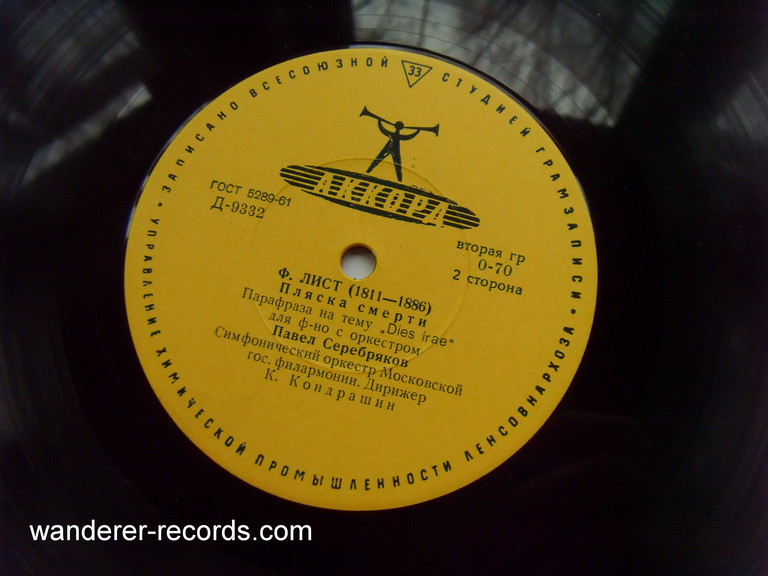 • ЗАПИСАНО ВСЕСОЮЗНОЙ 33 СТУДИЕЙ ГРАМЗАПИСИ •
УПРАВЛЕНИЕ ХИМИЧЕСКОЙ ПРОМЫШЛЕННОСТИ ЛЕНСОВНАРХОЗА
АККОРД
ГОСТ 5289-61
Д-9332
вторая гр
0-70
2 сторона
Ф. ЛИСТ (1811—1886)
Пляска смерти
Парафраза на тему „Dies irae“
для ф-но с оркестром
Павел Серебряков
Симфонический оркестр Московской
гос. филармонии. Дирижер
К. Кондрашин
wanderer-records.com